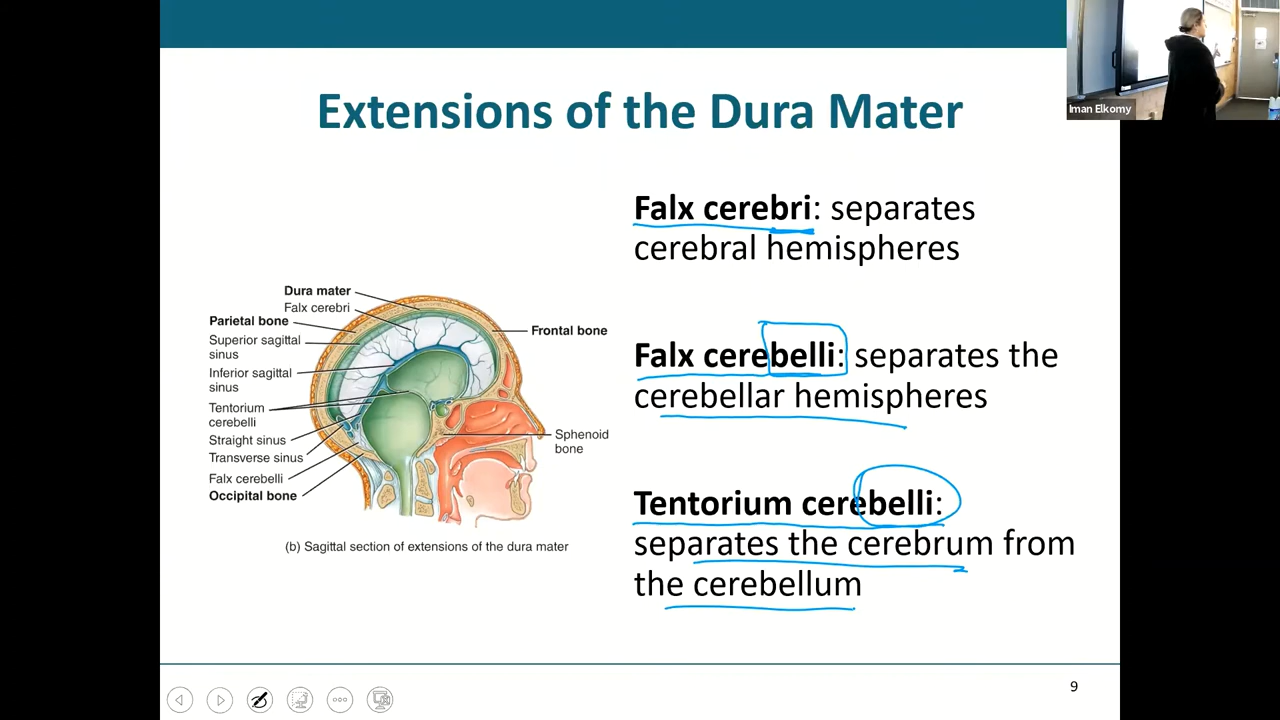 Iman Elkomy
Extensions of the Dura Mater
Falx cerebri: separates
cerebral hemispheres
Falx cerebelli: separates the
cerebellar hemispheres
Tentorium cerebelli:
separates the cerebrum from
the cerebellum
Dura mater
Falx cerebri
Parietal bone
Superior sagittal
sinus
Inferior sagittal
sinus
Tentorium
cerebelli
Straight sinus
Transverse sinus
Falx cerebelli
Occipital bone
Frontal bone
Sphenoid
bone
(b) Sagittal section of extensions of the dura mater
9